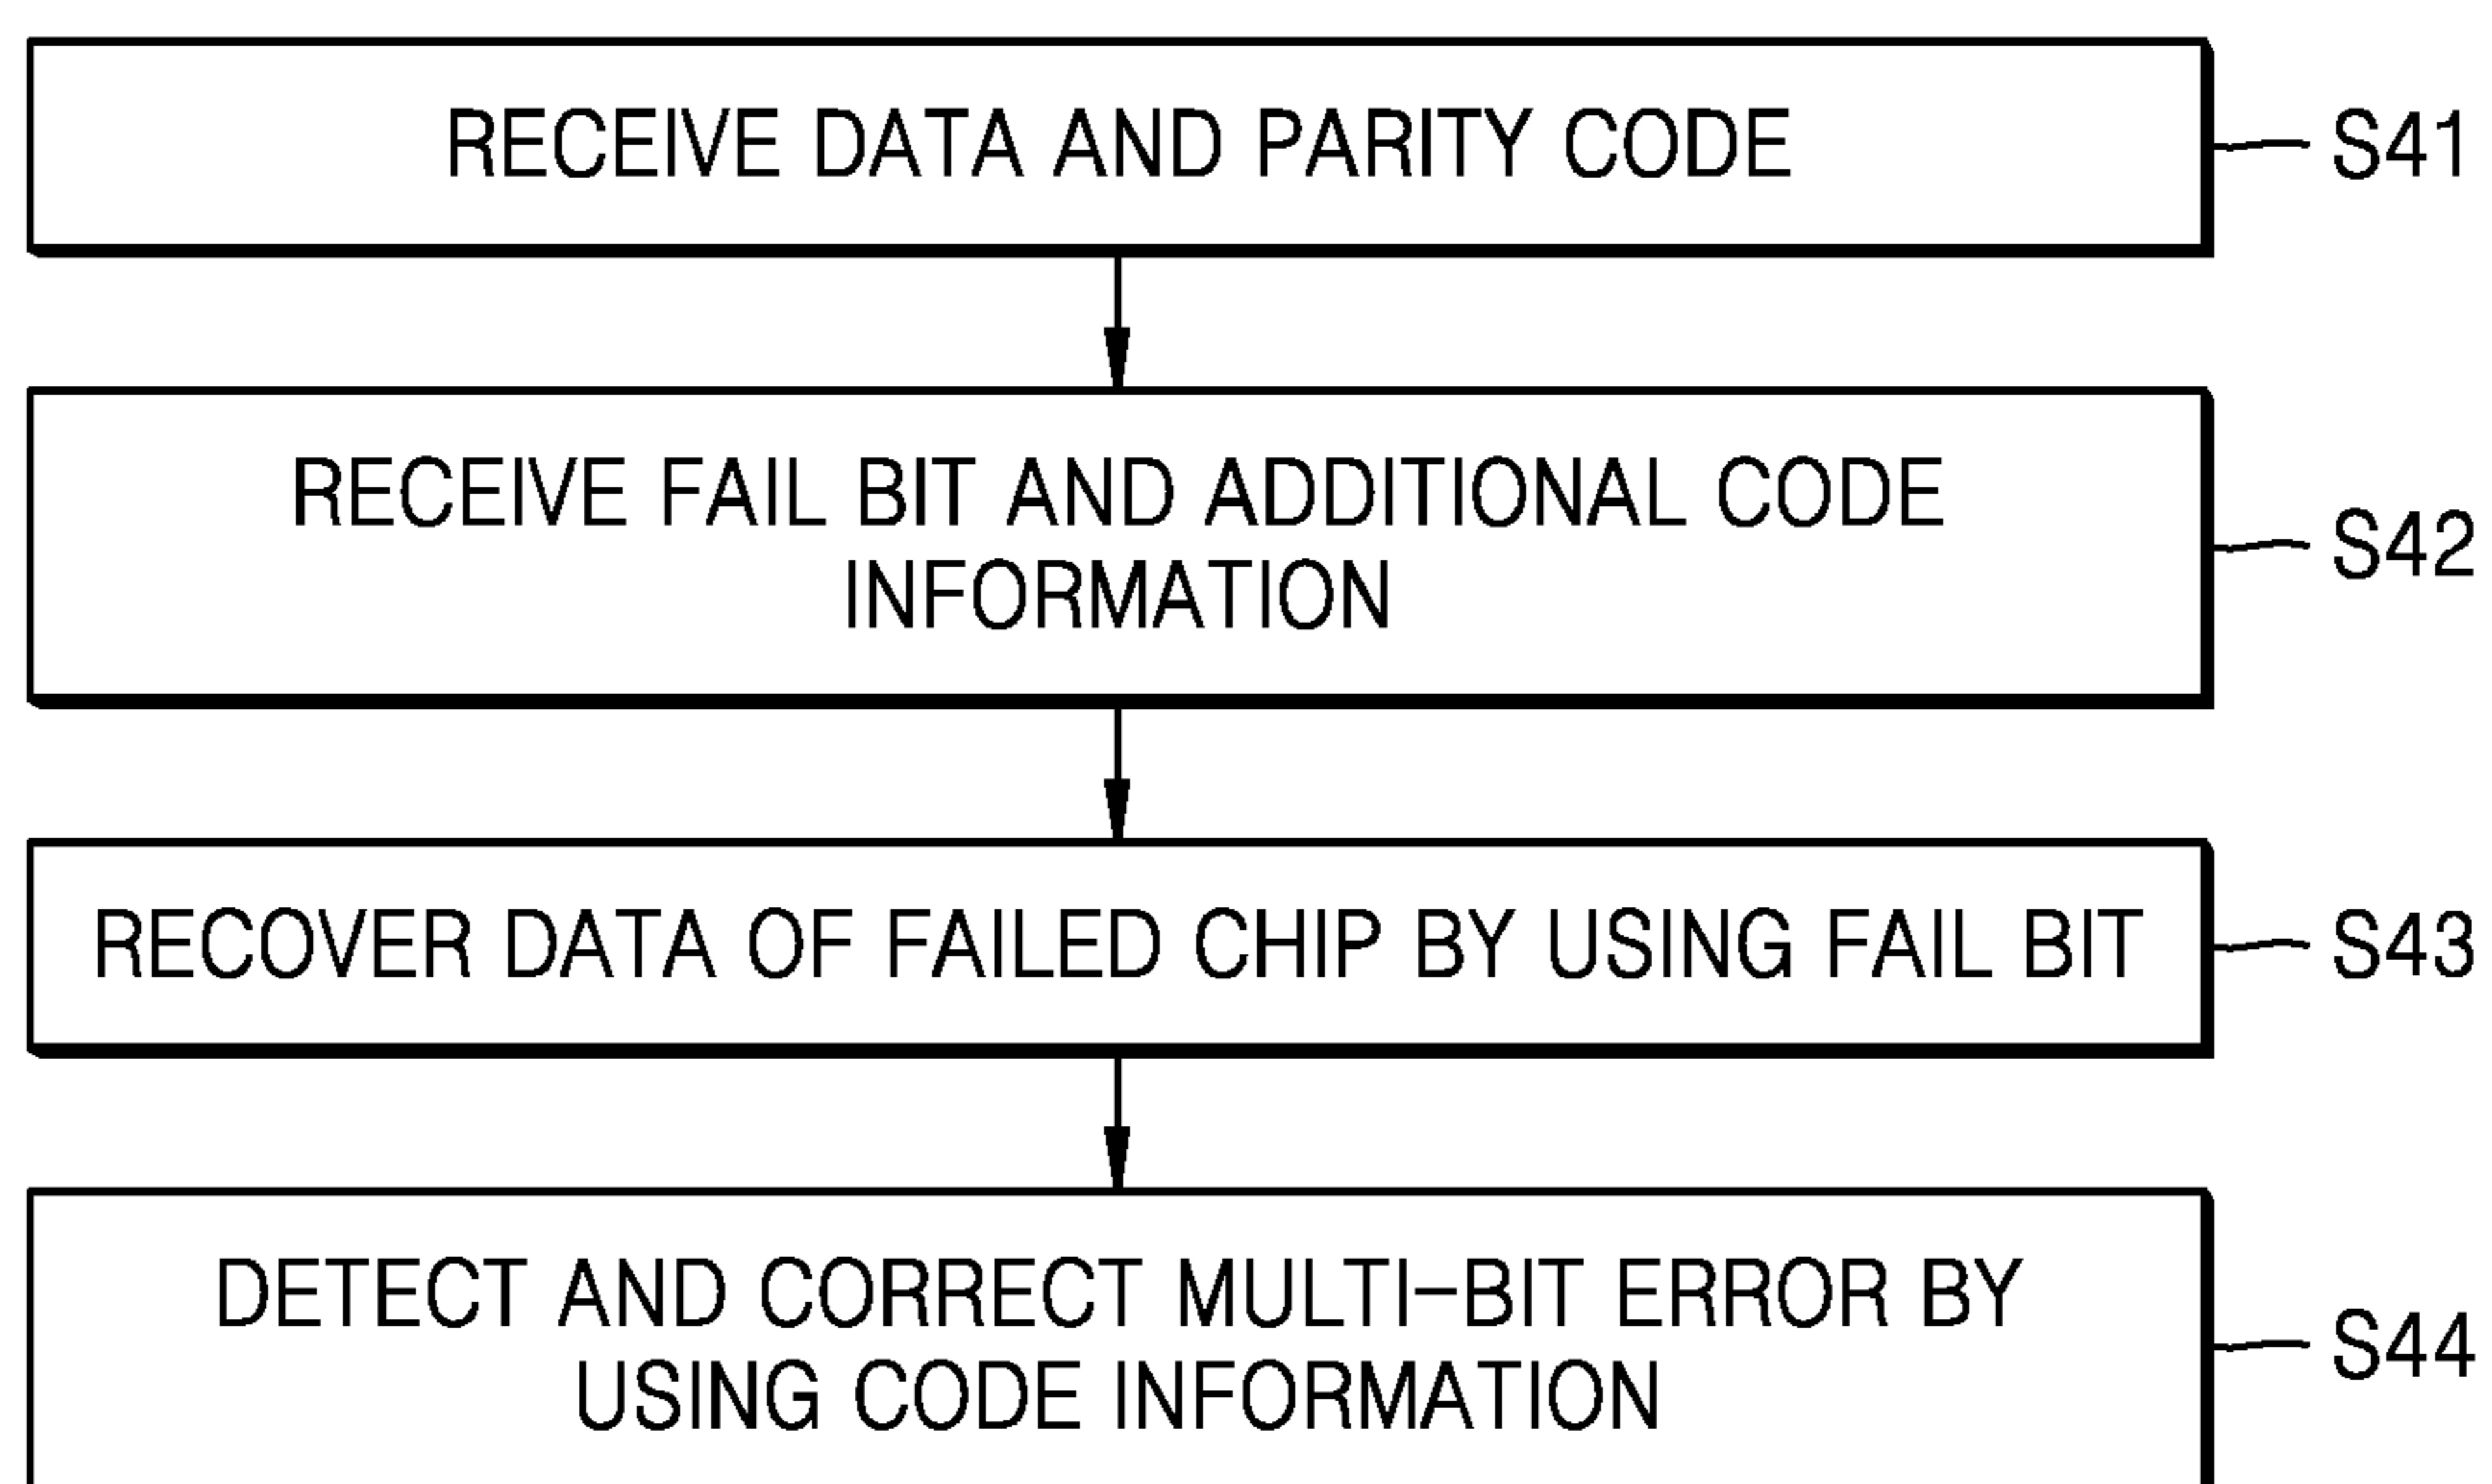 RECEIVE DATA AND PARITY CODE
S41
RECEIVE FAIL BIT AND ADDITIONAL CODE
INFORMATION
S42
RECOVER DATA OF FAILED CHIP BY USING FAIL BIT
S43
DETECT AND CORRECT MULTI-BIT ERROR BY
USING CODE INFORMATION
S44